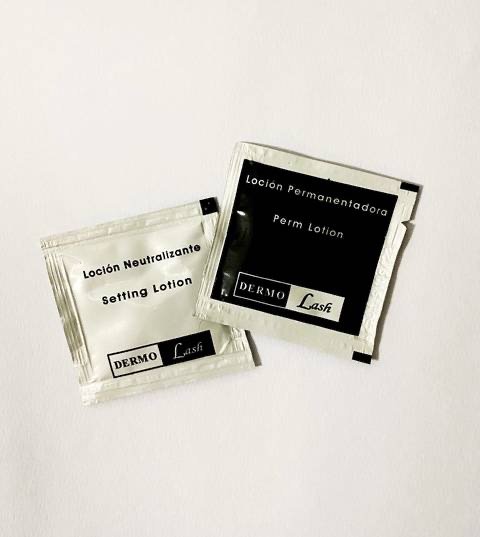 Loción Neutralizante
Setting Lotion
DERMO Lash
Loción Permanentadora
Perm Lotion
DERMO Lash